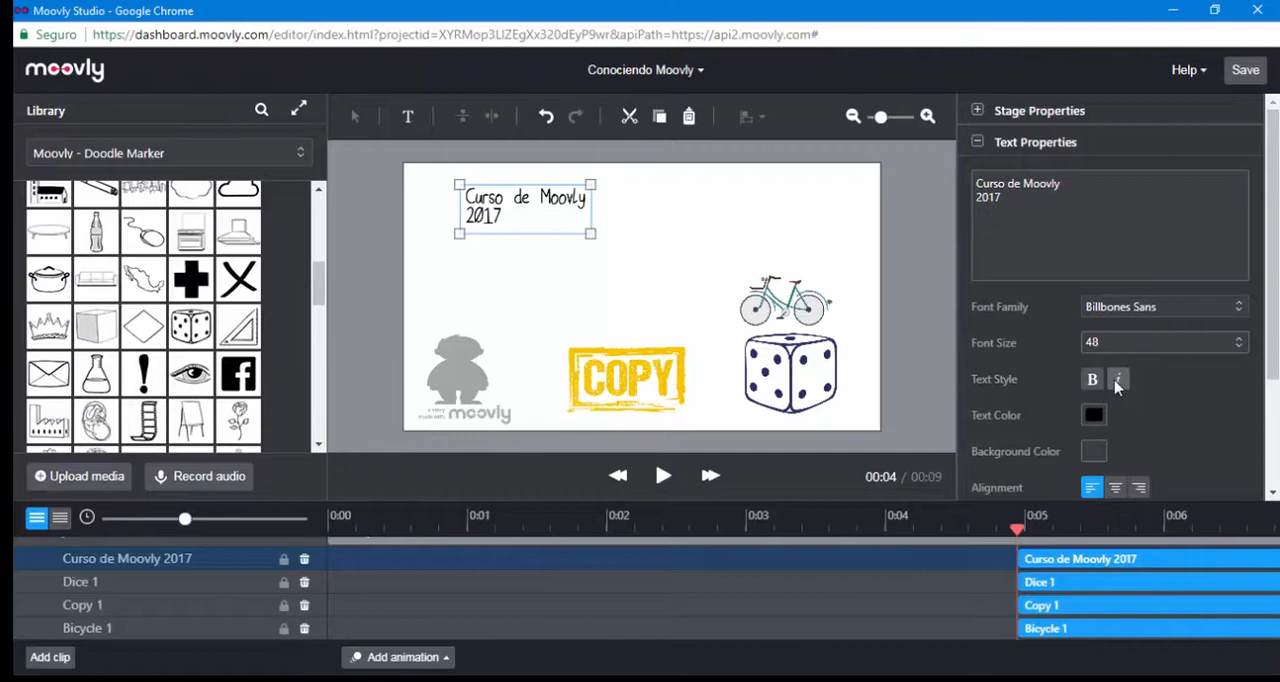 Moovly Studio - Google Chrome
Seguro https://dashboard.moovly.com/editor/index.html?projectid=XYRMop3LlZEgXx320dEyP9wr&apiPath=https://api2.moovly.com#
moovly
Conociendo Moovly
Help
Save
Library
T
Stage Properties
Moovly - Doodle Marker
Text Properties
Curso de Moovly
2017
Curso de Moovly
2017
Font Family
Billbones Sans
Font Size
48
Text Style
B i
Text Color
COPY
moovly
Background Color
Upload media
Record audio
00:04 / 00:09
Alignment
0:00 0:01 0:02 0:03 0:04 0:05 0:06
Curso de Moovly 2017
Curso de Moovly 2017
Dice 1
Dice 1
Copy 1
Copy 1
Bicycle 1
Bicycle 1
Add clip
Add animation